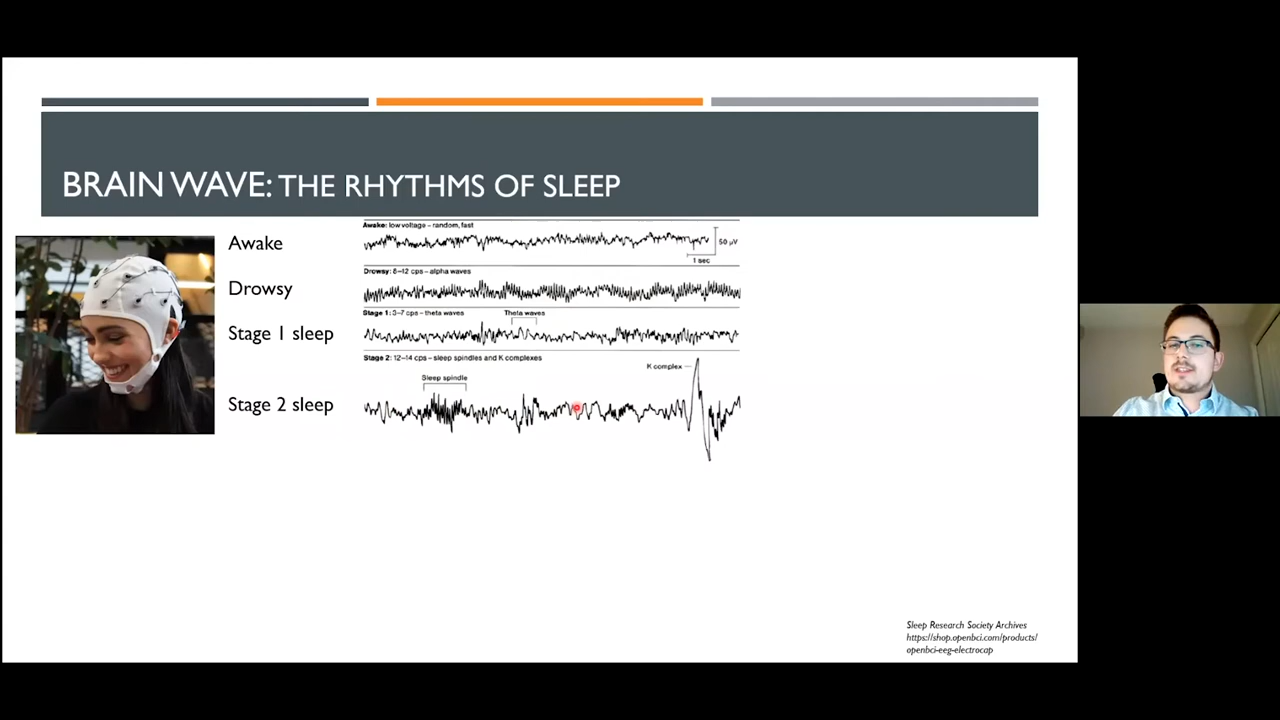 BRAIN WAVE: THE RHYTHMS OF SLEEP
Awake
Awake: low voltage – random, fast
50 μV
1 sec
Drowsy
Drowsy: 8–12 cps – alpha waves
Stage 1 sleep
Stage 1: 3–7 cps – theta waves
Theta waves
Stage 2 sleep
Stage 2: 12–14 cps – sleep spindles and K complexes
Sleep spindle
K complex
Sleep Research Society Archives
https://shop.openbci.com/products/
openbci-eeg-electrocap